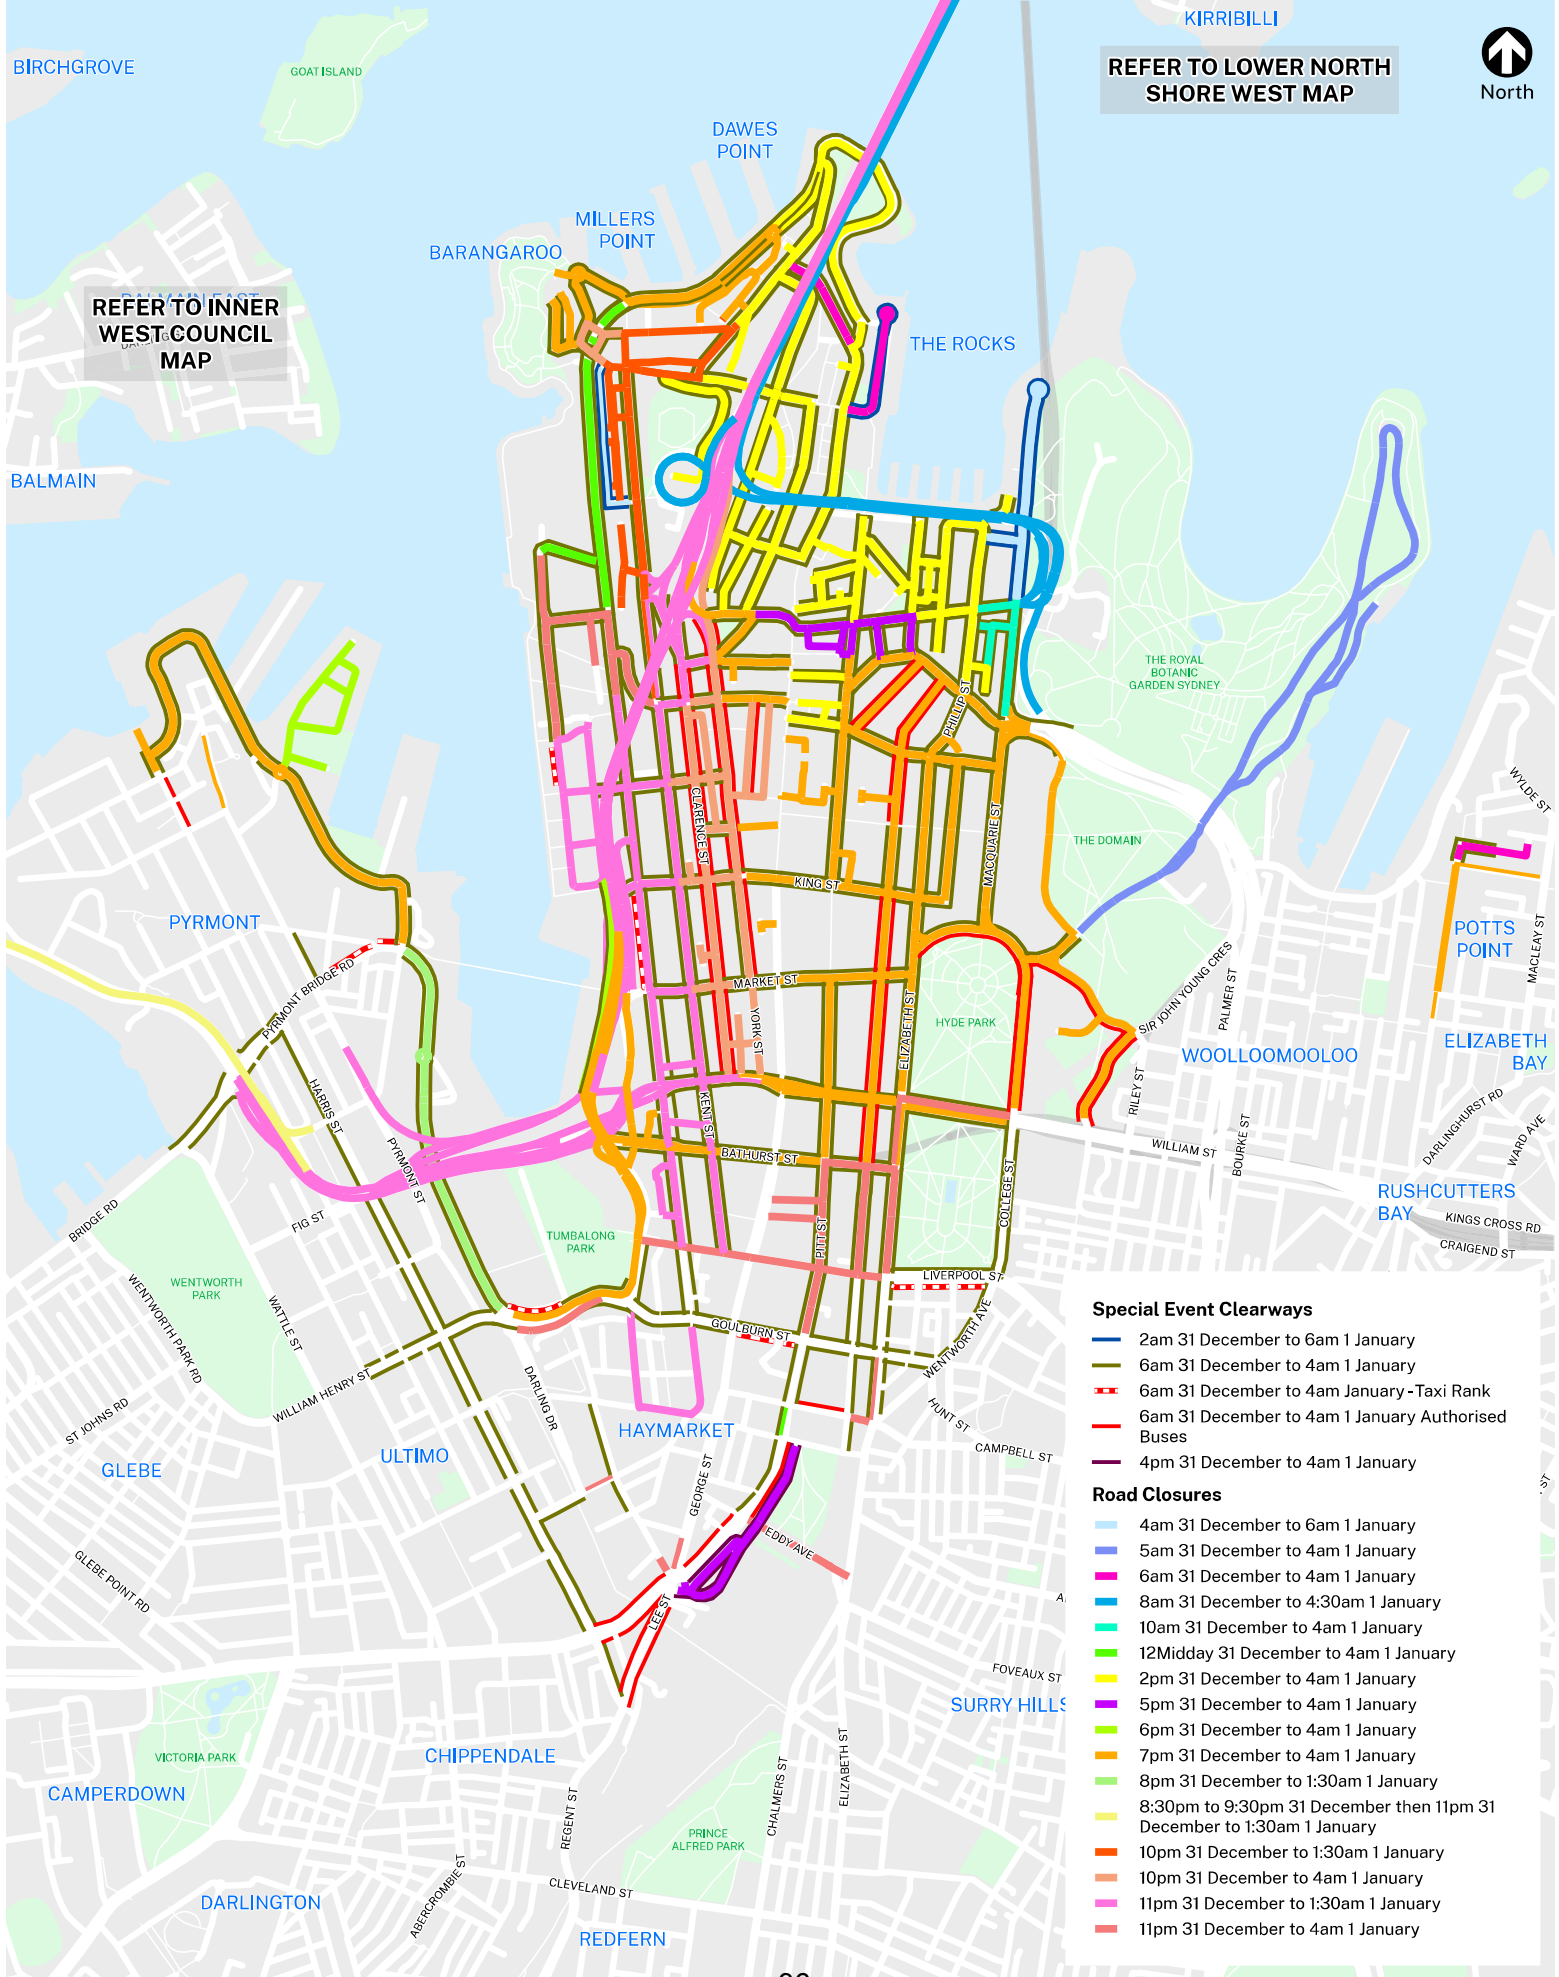 KIRRIBILLI
BIRCHGROVE
GOAT ISLAND
REFER TO LOWER NORTH
SHORE WEST MAP
North
DAWES
POINT
MILLERS
POINT
BARANGAROO
REFER TO INNER
WEST COUNCIL
MAP
THE ROCKS
BALMAIN
THE ROYAL
BOTANIC
GARDEN SYDNEY
PHILLIP ST
WYLDE ST
CLARENCE ST
MACQUARIE ST
THE DOMAIN
KING ST
PYRMONT
POTTS
POINT
MACLEAY ST
PYRMONT BRIDGE RD
MARKET ST
SIR JOHN YOUNG CRES
PALMER ST
YORK ST
ELIZABETH ST
HYDE PARK
WOOLLOOMOOLOO
ELIZABETH
BAY
HARRIS ST
KENT ST
RILEY ST
DARLINGHURST RD
WARD AVE
BATHURST ST
WILLIAM ST
BOURKE ST
PYRMONT ST
COLLEGE ST
RUSHCUTTERS
BAY
KINGS CROSS RD
CRAIGEND ST
BRIDGE RD
FIG ST
TUMBALONG
PARK
PITT ST
WENTWORTH
PARK
WENTWORTH PARK RD
WATTLE ST
LIVERPOOL ST
GOULBURN ST
WENTWORTH AVE
WILLIAM HENRY ST
DARLING DR
HUNT ST
ST JOHNS RD
HAYMARKET
CAMPBELL ST
GLEBE
ULTIMO
GEORGE ST
EDDY AVE
GLEBE POINT RD
LEE ST
FOVEAUX ST
SURRY HILLS
VICTORIA PARK
CHIPPENDALE
CAMPERDOWN
REGENT ST
CHALMERS ST
ELIZABETH ST
PRINCE
ALFRED PARK
ABERCROMBIE ST
CLEVELAND ST
DARLINGTON
REDFERN
Special Event Clearways
2am 31 December to 6am 1 January
6am 31 December to 4am 1 January
6am 31 December to 4am January - Taxi Rank
6am 31 December to 4am 1 January Authorised
Buses
4pm 31 December to 4am 1 January
Road Closures
4am 31 December to 6am 1 January
5am 31 December to 4am 1 January
6am 31 December to 4am 1 January
8am 31 December to 4:30am 1 January
10am 31 December to 4am 1 January
12Midday 31 December to 4am 1 January
2pm 31 December to 4am 1 January
5pm 31 December to 4am 1 January
6pm 31 December to 4am 1 January
7pm 31 December to 4am 1 January
8pm 31 December to 1:30am 1 January
8:30pm to 9:30pm 31 December then 11pm 31
December to 1:30am 1 January
10pm 31 December to 1:30am 1 January
10pm 31 December to 4am 1 January
11pm 31 December to 1:30am 1 January
11pm 31 December to 4am 1 January